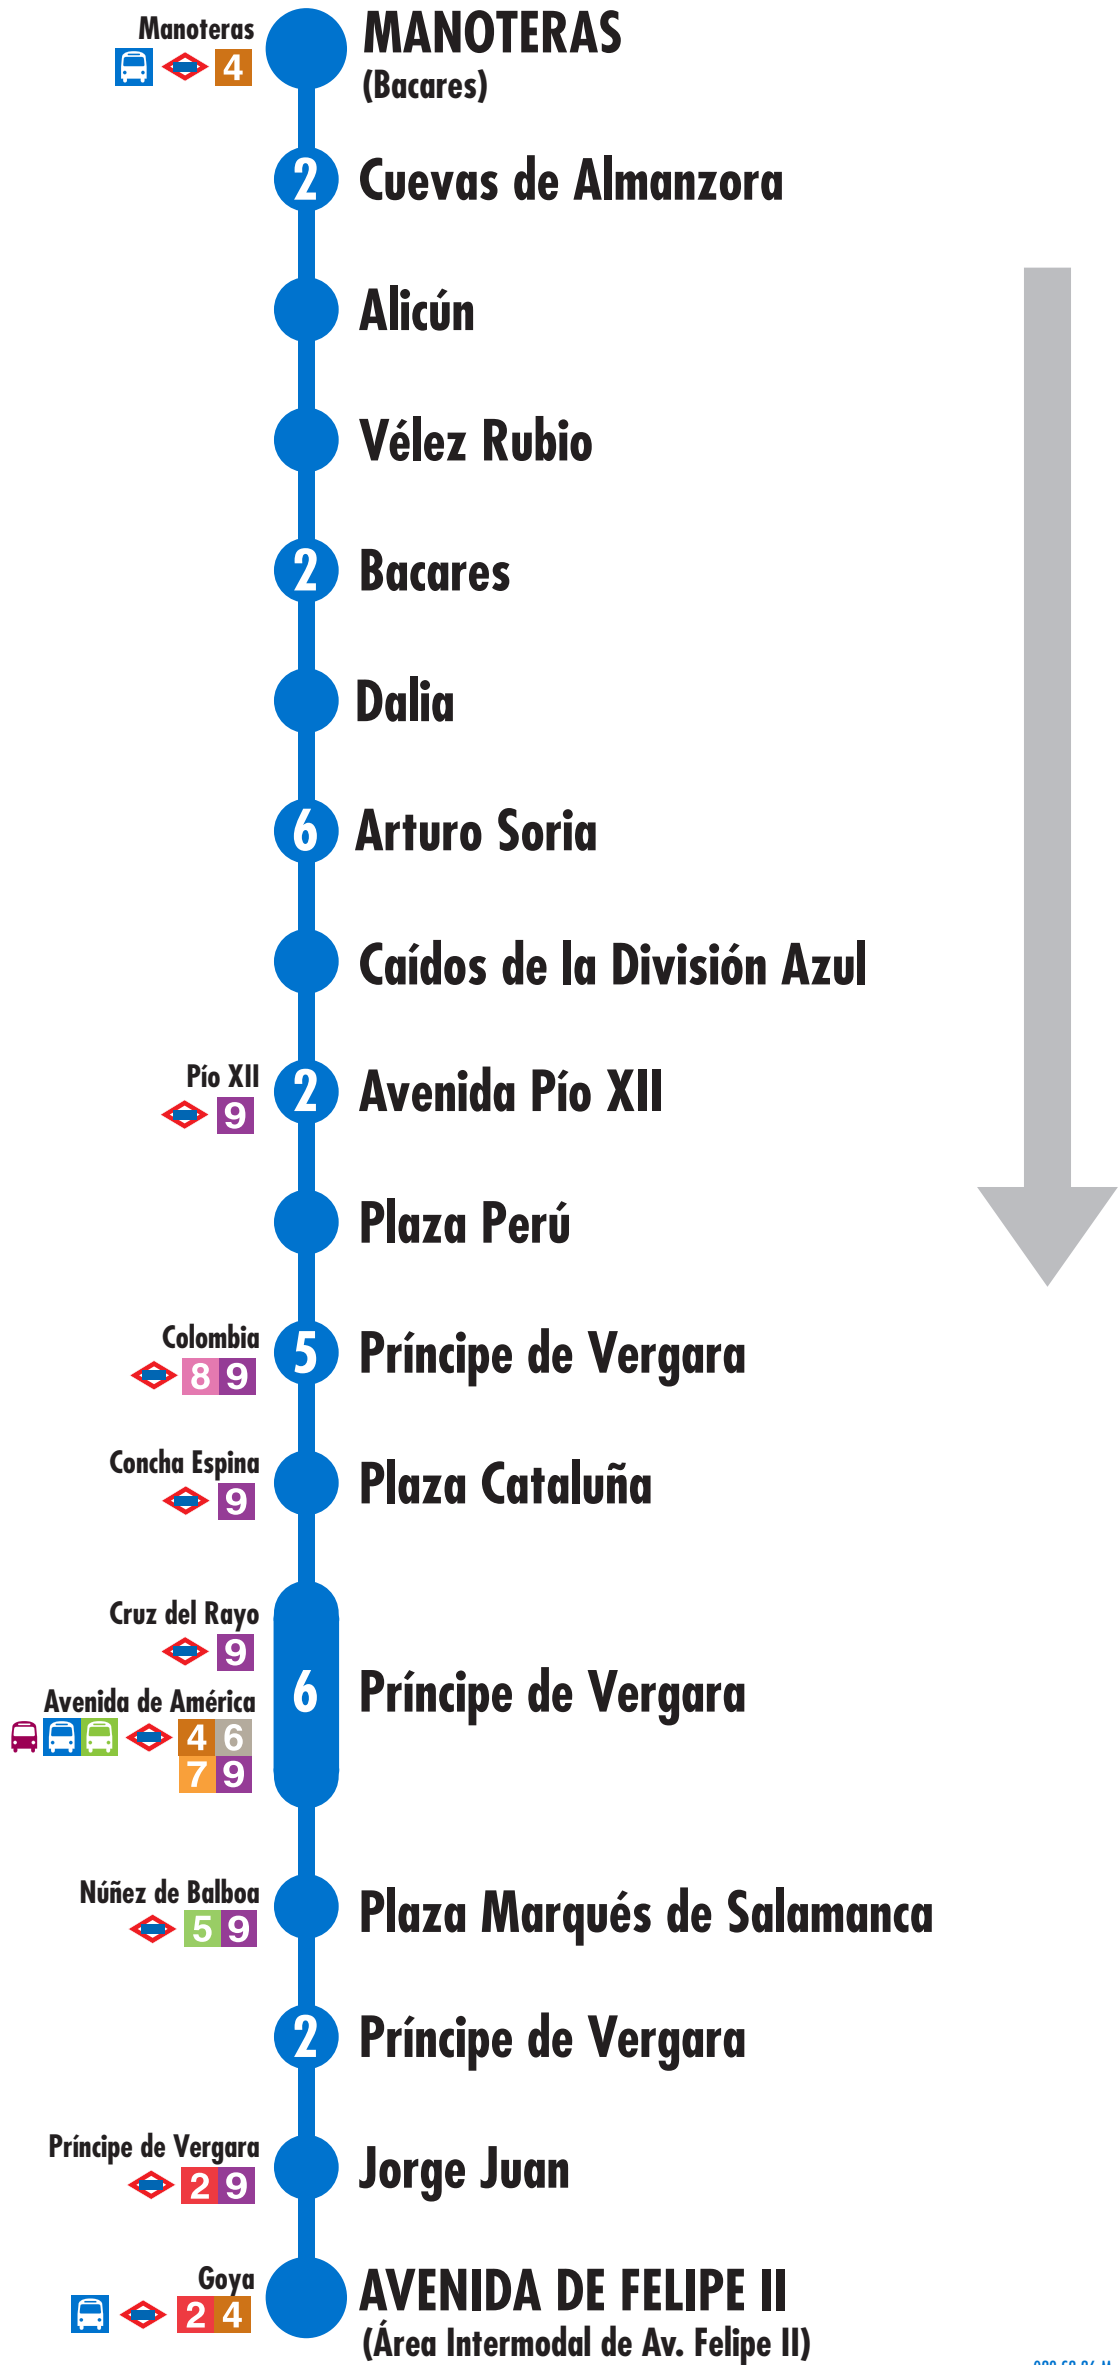 Manoteras
4
MANOTERAS
(Bacares)
2 Cuevas de Almanzora
Alicún
Vélez Rubio
2 Bacares
Dalia
6 Arturo Soria
Caídos de la División Azul
Pío XII
9
2 Avenida Pío XII
Plaza Perú
Colombia
8 9
5 Príncipe de Vergara
Concha Espina
9
Plaza Cataluña
Cruz del Rayo
9
Avenida de América
4 6
7 9
6 Príncipe de Vergara
Núñez de Balboa
5 9
Plaza Marqués de Salamanca
2 Príncipe de Vergara
Príncipe de Vergara
2 9
Jorge Juan
Goya
2 4
AVENIDA DE FELIPE II
(Área Intermodal de Av. Felipe II)